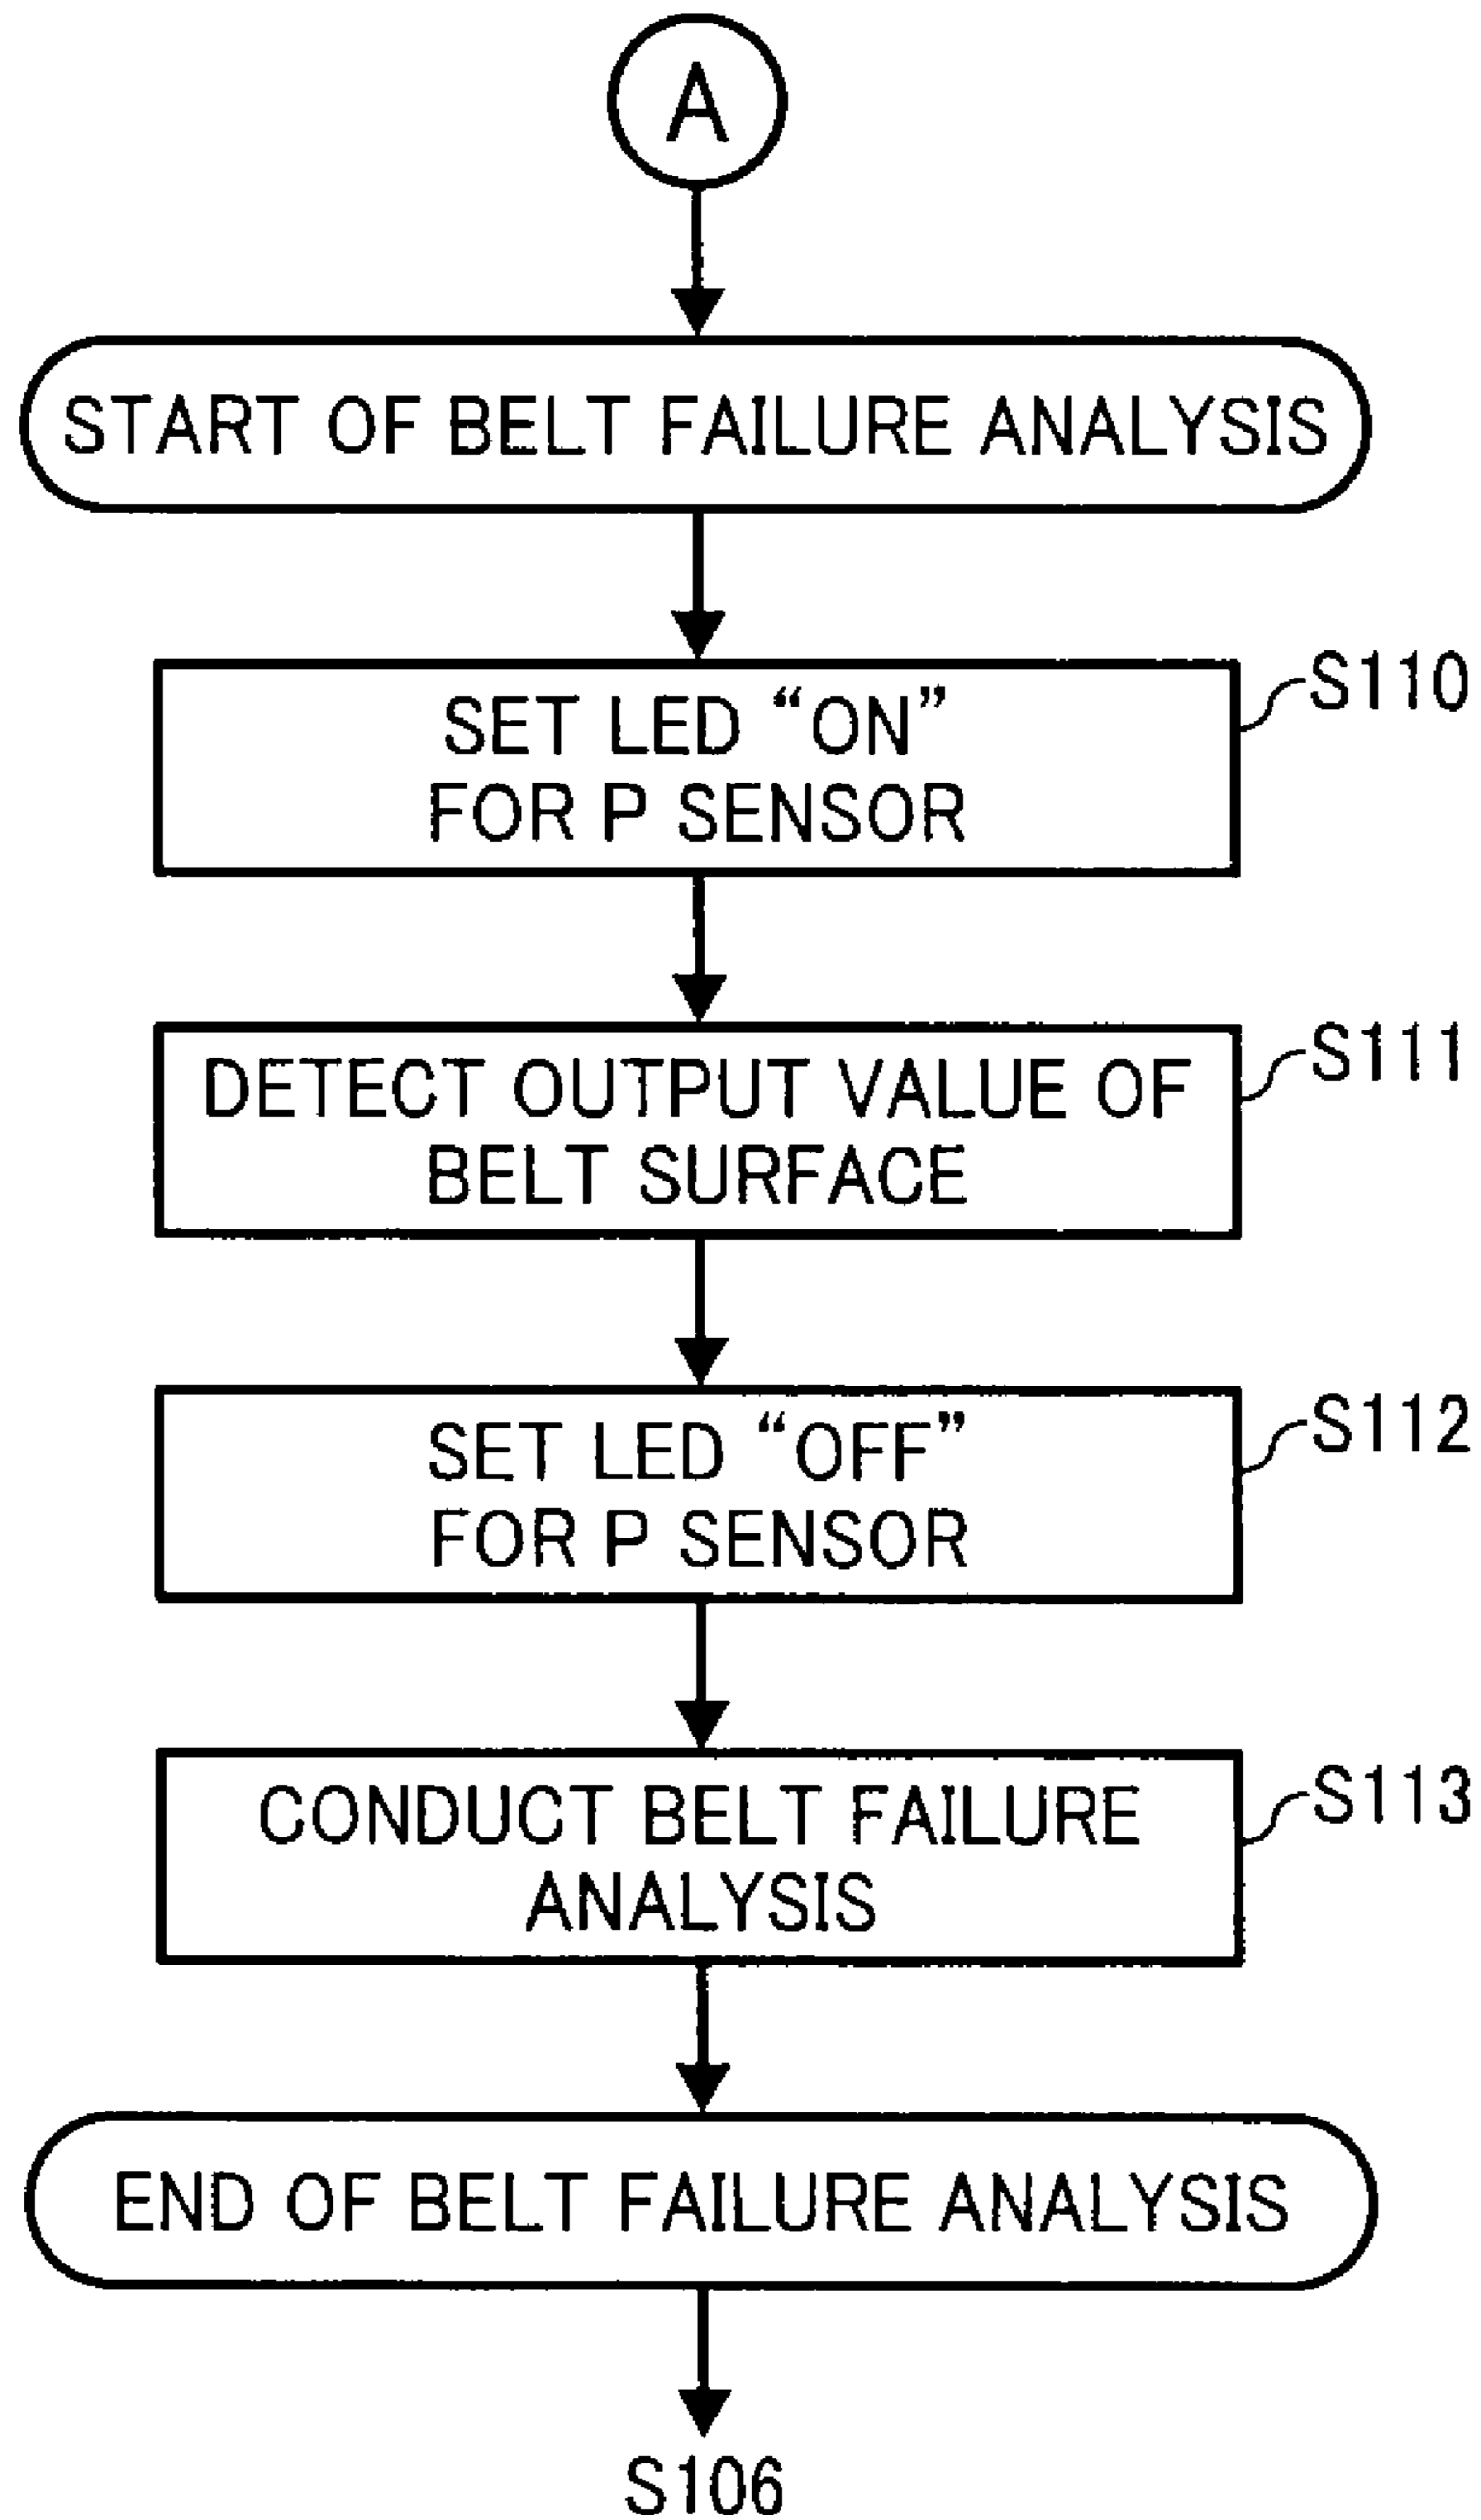 A
START OF BELT FAILURE ANALYSIS
S110
SET LED “ON”
FOR P SENSOR
S111
DETECT OUTPUT VALUE OF
BELT SURFACE
S112
SET LED “OFF”
FOR P SENSOR
S113
CONDUCT BELT FAILURE
ANALYSIS
END OF BELT FAILURE ANALYSIS
S106